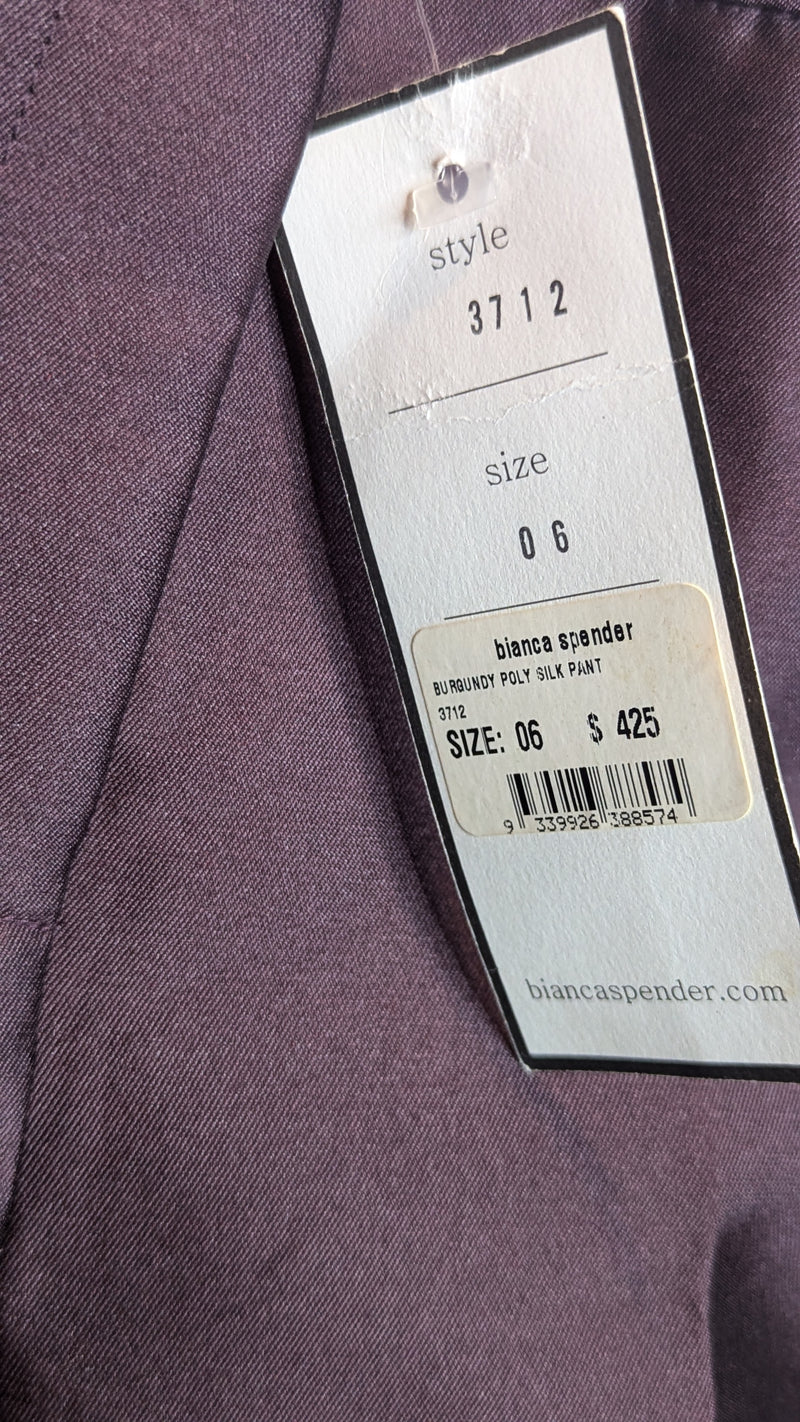 style
3712
size
06
bianca spender
BURGUNDY POLY SILK PANT
3712
SIZE: 06 $ 425
9 339926 388574
biancaspender.com